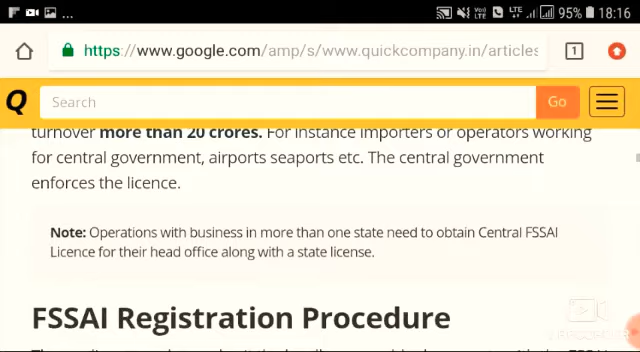 ... Vo) LTE LTE 95% 18:16
https://www.google.com/amp/s/www.quickcompany.in/articles 1
Q Search Go
turnover more than 20 crores. For instance importers or operators working
for central government, airports seaports etc. The central government
enforces the licence.
Note: Operations with business in more than one state need to obtain Central FSSAI
Licence for their head office along with a state license.
FSSAI Registration Procedure